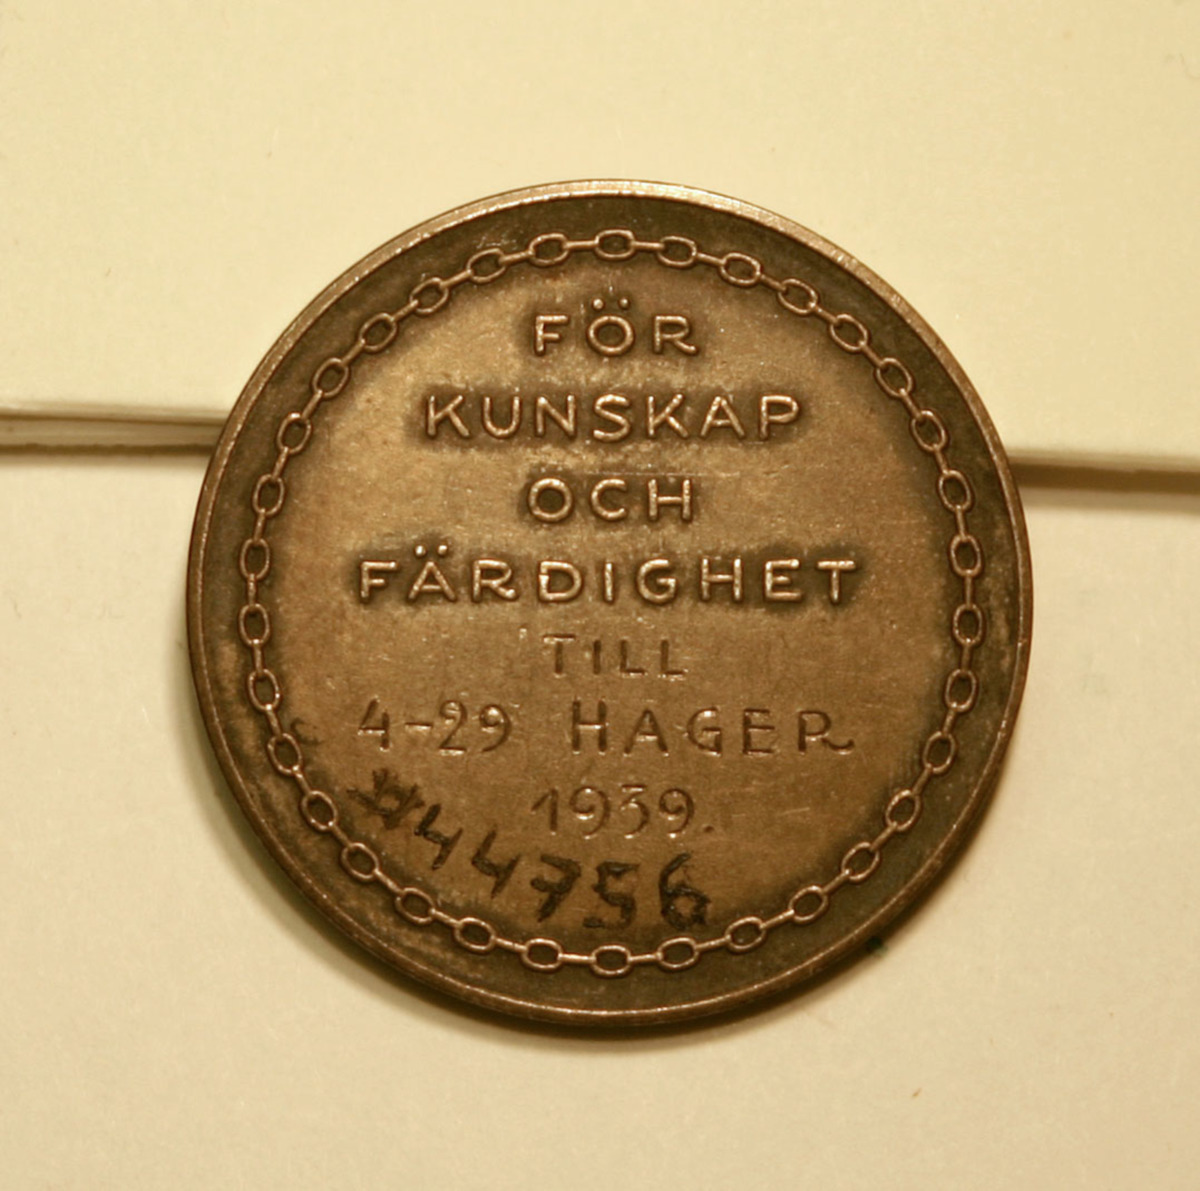 FÖR
KUNSKAP
OCH
FÄRDIGHET
TILL
4-29 HAGER
1939.
44756